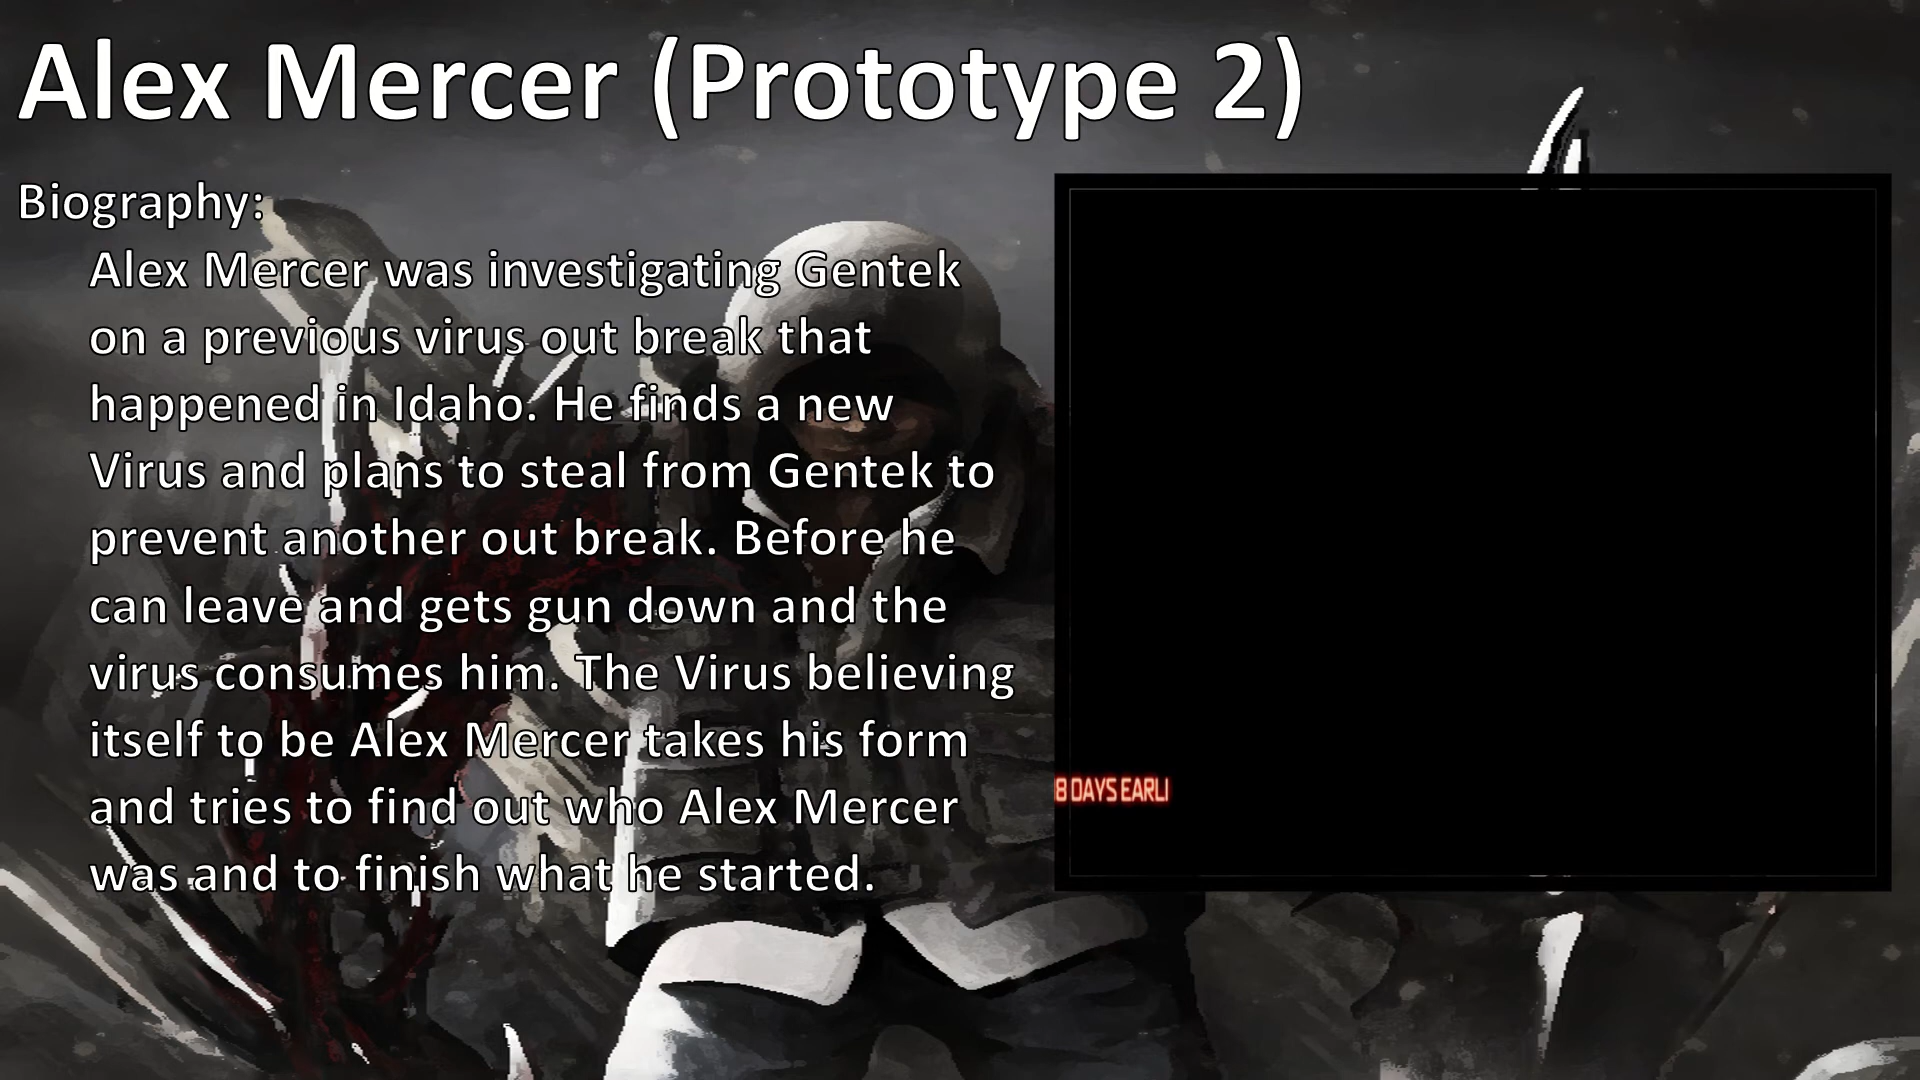 Alex Mercer (Prototype 2)
Biography:
Alex Mercer was investigating Gentek
on a previous virus out break that
happened in Idaho. He finds a new
Virus and plans to steal from Gentek to
prevent another out break. Before he
can leave and gets gun down and the
virus consumes him. The Virus believing
itself to be Alex Mercer takes his form
and tries to find out who Alex Mercer
was and to finish what he started.
8 DAYS EARLI